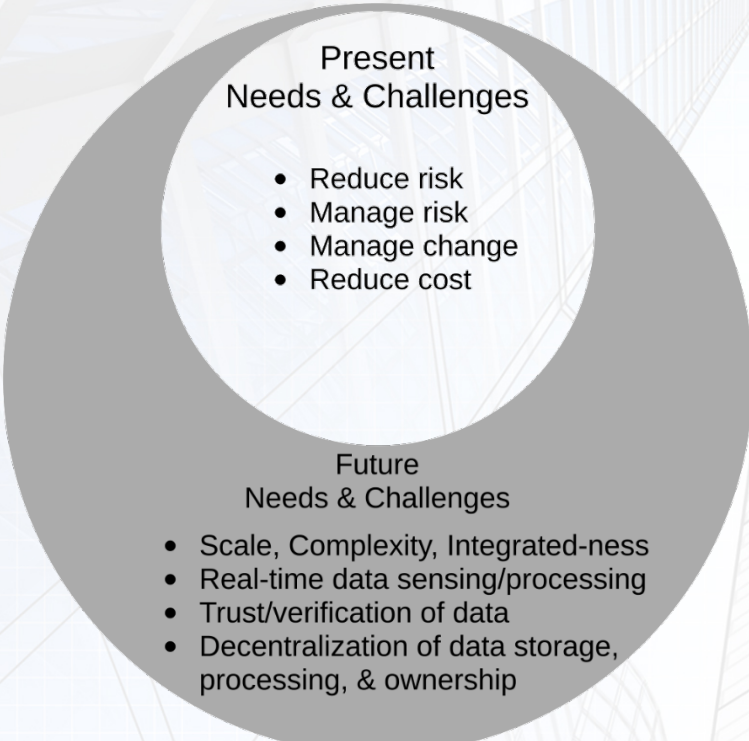 Present
Needs & Challenges
• Reduce risk
• Manage risk
• Manage change
• Reduce cost
Future
Needs & Challenges
• Scale, Complexity, Integrated-ness
• Real-time data sensing/processing
• Trust/verification of data
• Decentralization of data storage,
processing, & ownership